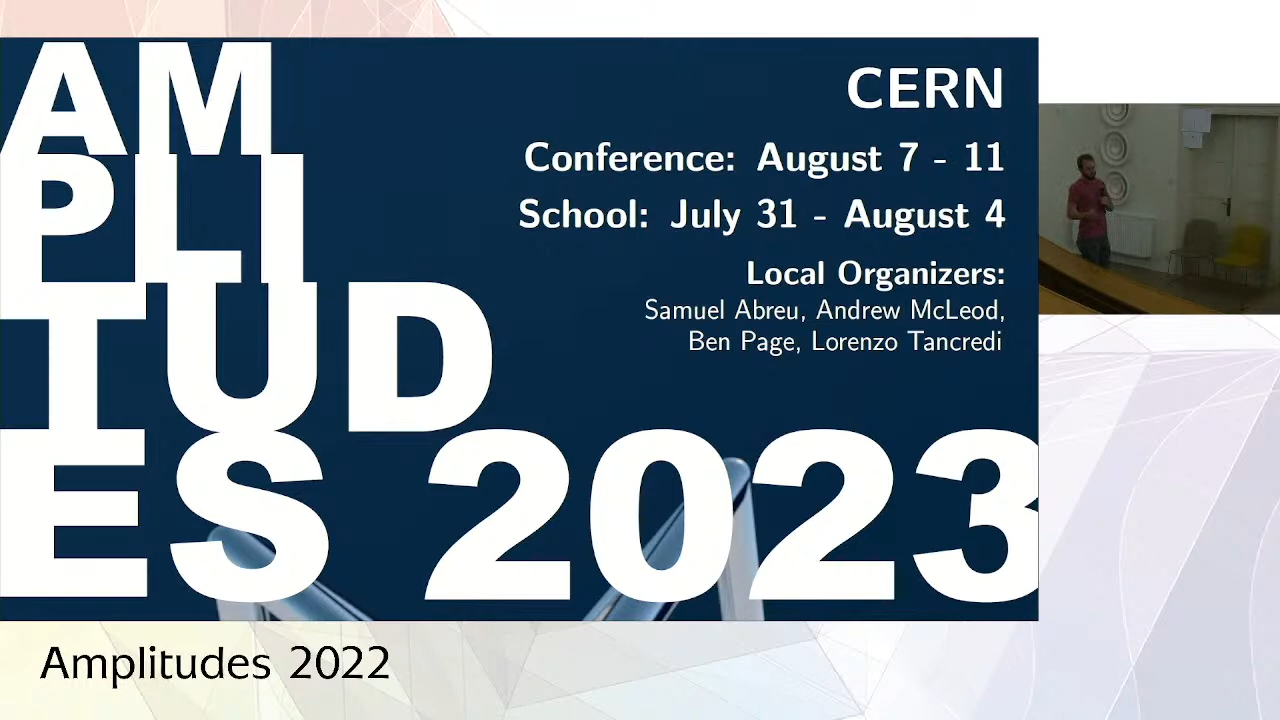 AM
PLI
TUD
ES 2023
CERN
Conference: August 7 - 11
School: July 31 - August 4
Local Organizers:
Samuel Abreu, Andrew McLeod,
Ben Page, Lorenzo Tancredi
Amplitudes 2022